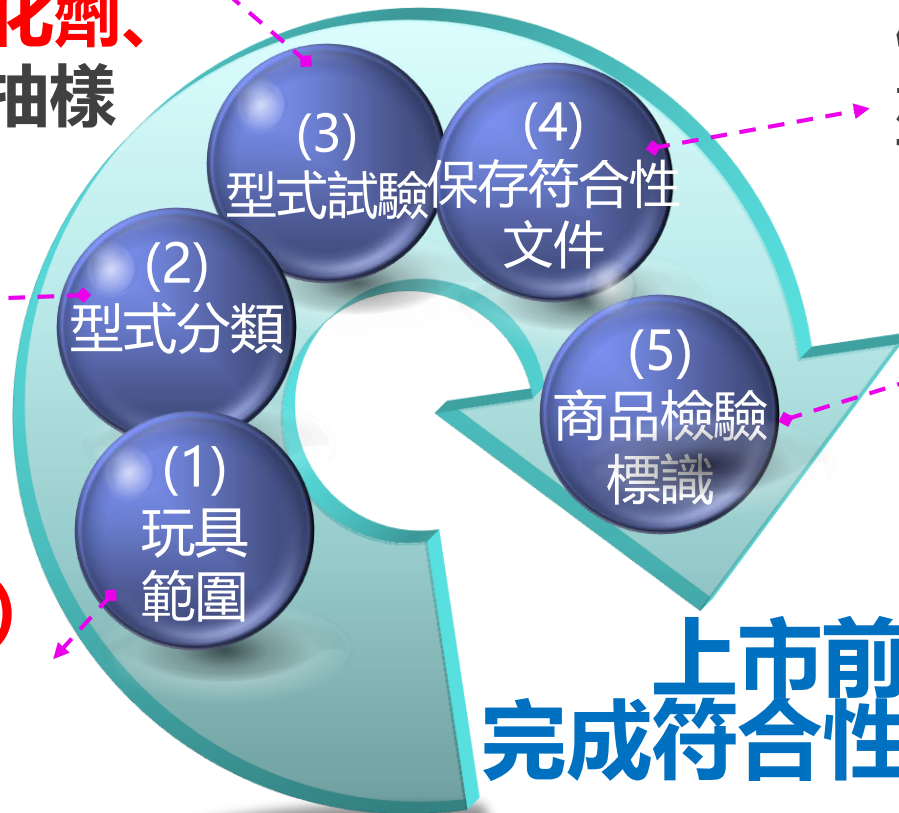 化劑、
抽樣
(3)
型式試驗
(4)
保存符合性
文件
(2)
型式分類
(5)
商品檢驗
標識
(1)
玩具
範圍
)
上市前
完成符合性